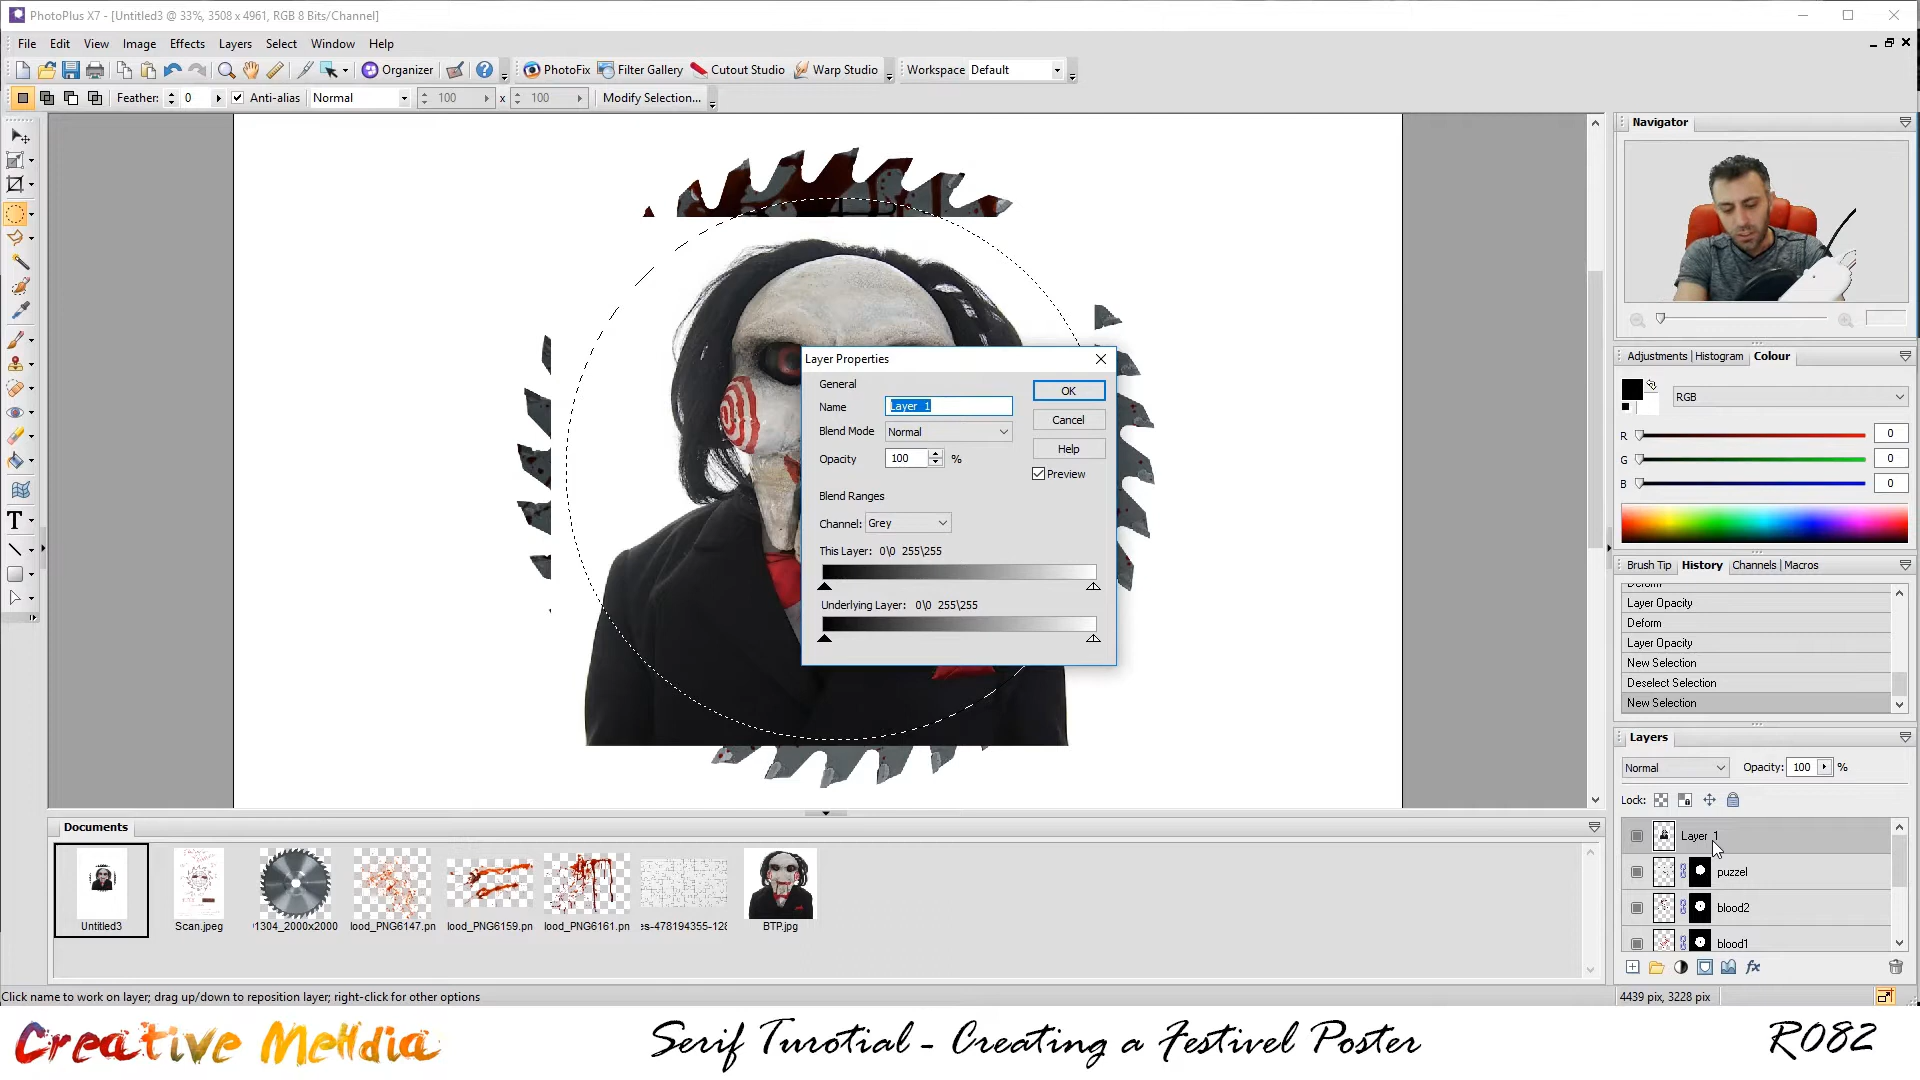 PhotoPlus X7 - [Untitled3 @ 33%, 3508 x 4961, RGB 8 Bits/Channel]
File Edit View Image Effects Layers Select Window Help
Organizer PhotoFix Filter Gallery Cutout Studio Warp Studio Workspace Default
Feather: 0 Anti-alias Normal 100 x 100 Modify Selection...
Navigator
Adjustments Histogram Colour
RGB
R 0
G 0
B 0
Brush Tip History Channels Macros
Deform
Layer Opacity
Deform
Layer Opacity
New Selection
Deselect Selection
New Selection
Layers
Normal Opacity: 100 %
Lock:
Layer 1
puzzel
blood2
blood1
Layer Properties
General
Name Layer 1
Blend Mode Normal
Opacity 100 %
OK
Cancel
Help
Preview
Blend Ranges
Channel: Grey
This Layer: 0\0 255\255
Underlying Layer: 0\0 255\255
T
Documents
Untitled3
Scan.jpeg
01304_2000x2000
lood_PNG6147.pn
lood_PNG6159.pn
lood_PNG6161.pn
es-478194355-128
BTP.jpg
Click name to work on layer; drag up/down to reposition layer; right-click for other options
4439 pix, 3228 pix
Creative MeHdia
Serif Turotial - Creating a Festivel Poster
R082